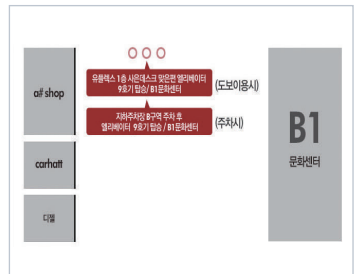 유플렉스 1층 사은데스크 맞은편 엘리베이터
9호기 탑승/ B1문화센터
(도보이용시)
a# shop
지하주차장 B구역 주차 후
엘리베이터 9호기 탑승 / B1문화센터
(주차시)
B1
문화센터
carhatt
디젤